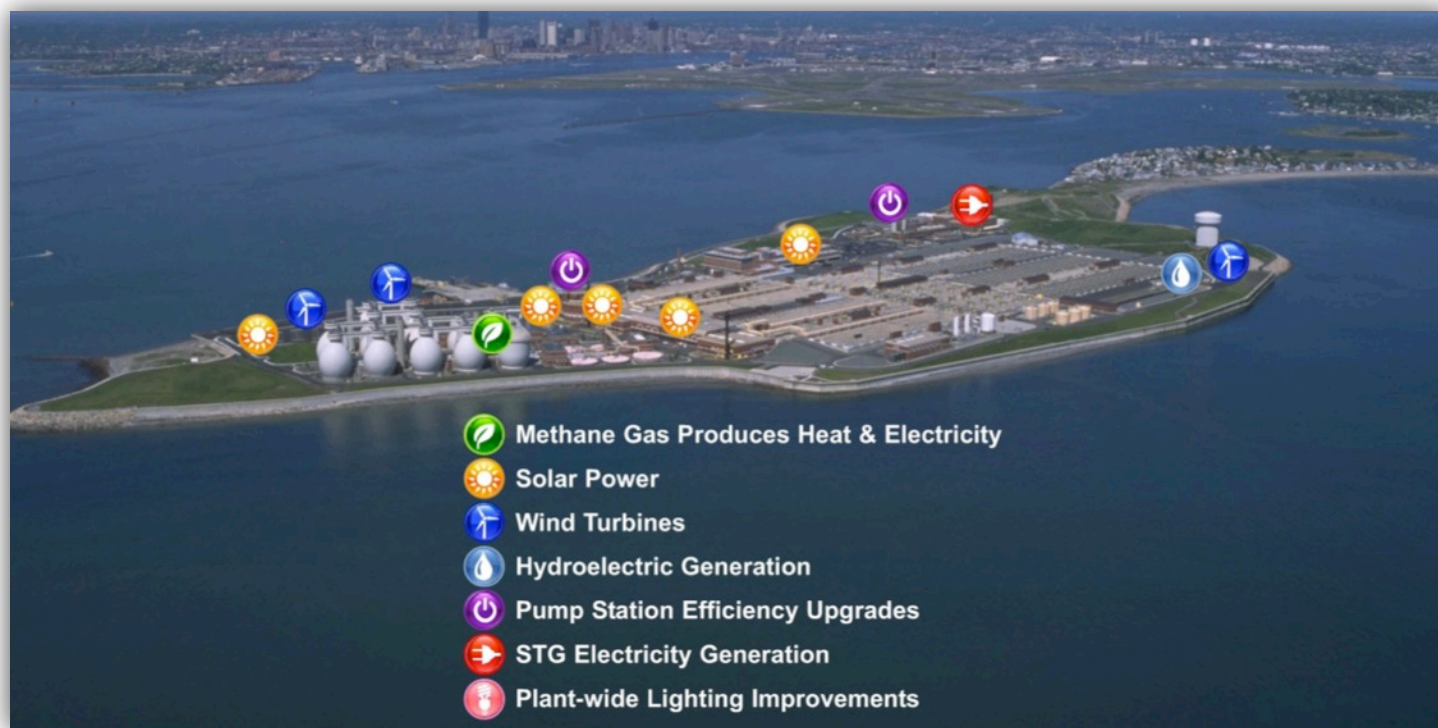 Methane Gas Produces Heat & Electricity
Solar Power
Wind Turbines
Hydroelectric Generation
Pump Station Efficiency Upgrades
STG Electricity Generation
Plant-wide Lighting Improvements